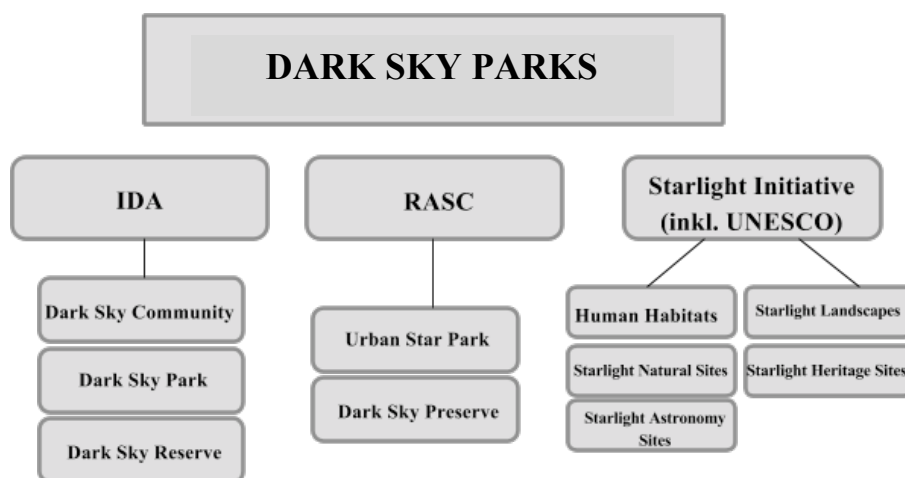 DARK SKY PARKS
IDA
Dark Sky Community
Dark Sky Park
Dark Sky Reserve
RASC
Urban Star Park
Dark Sky Preserve
Starlight Initiative
(inkl. UNESCO)
Human Habitats
Starlight Natural Sites
Starlight Astronomy
Sites
Starlight Landscapes
Starlight Heritage Sites